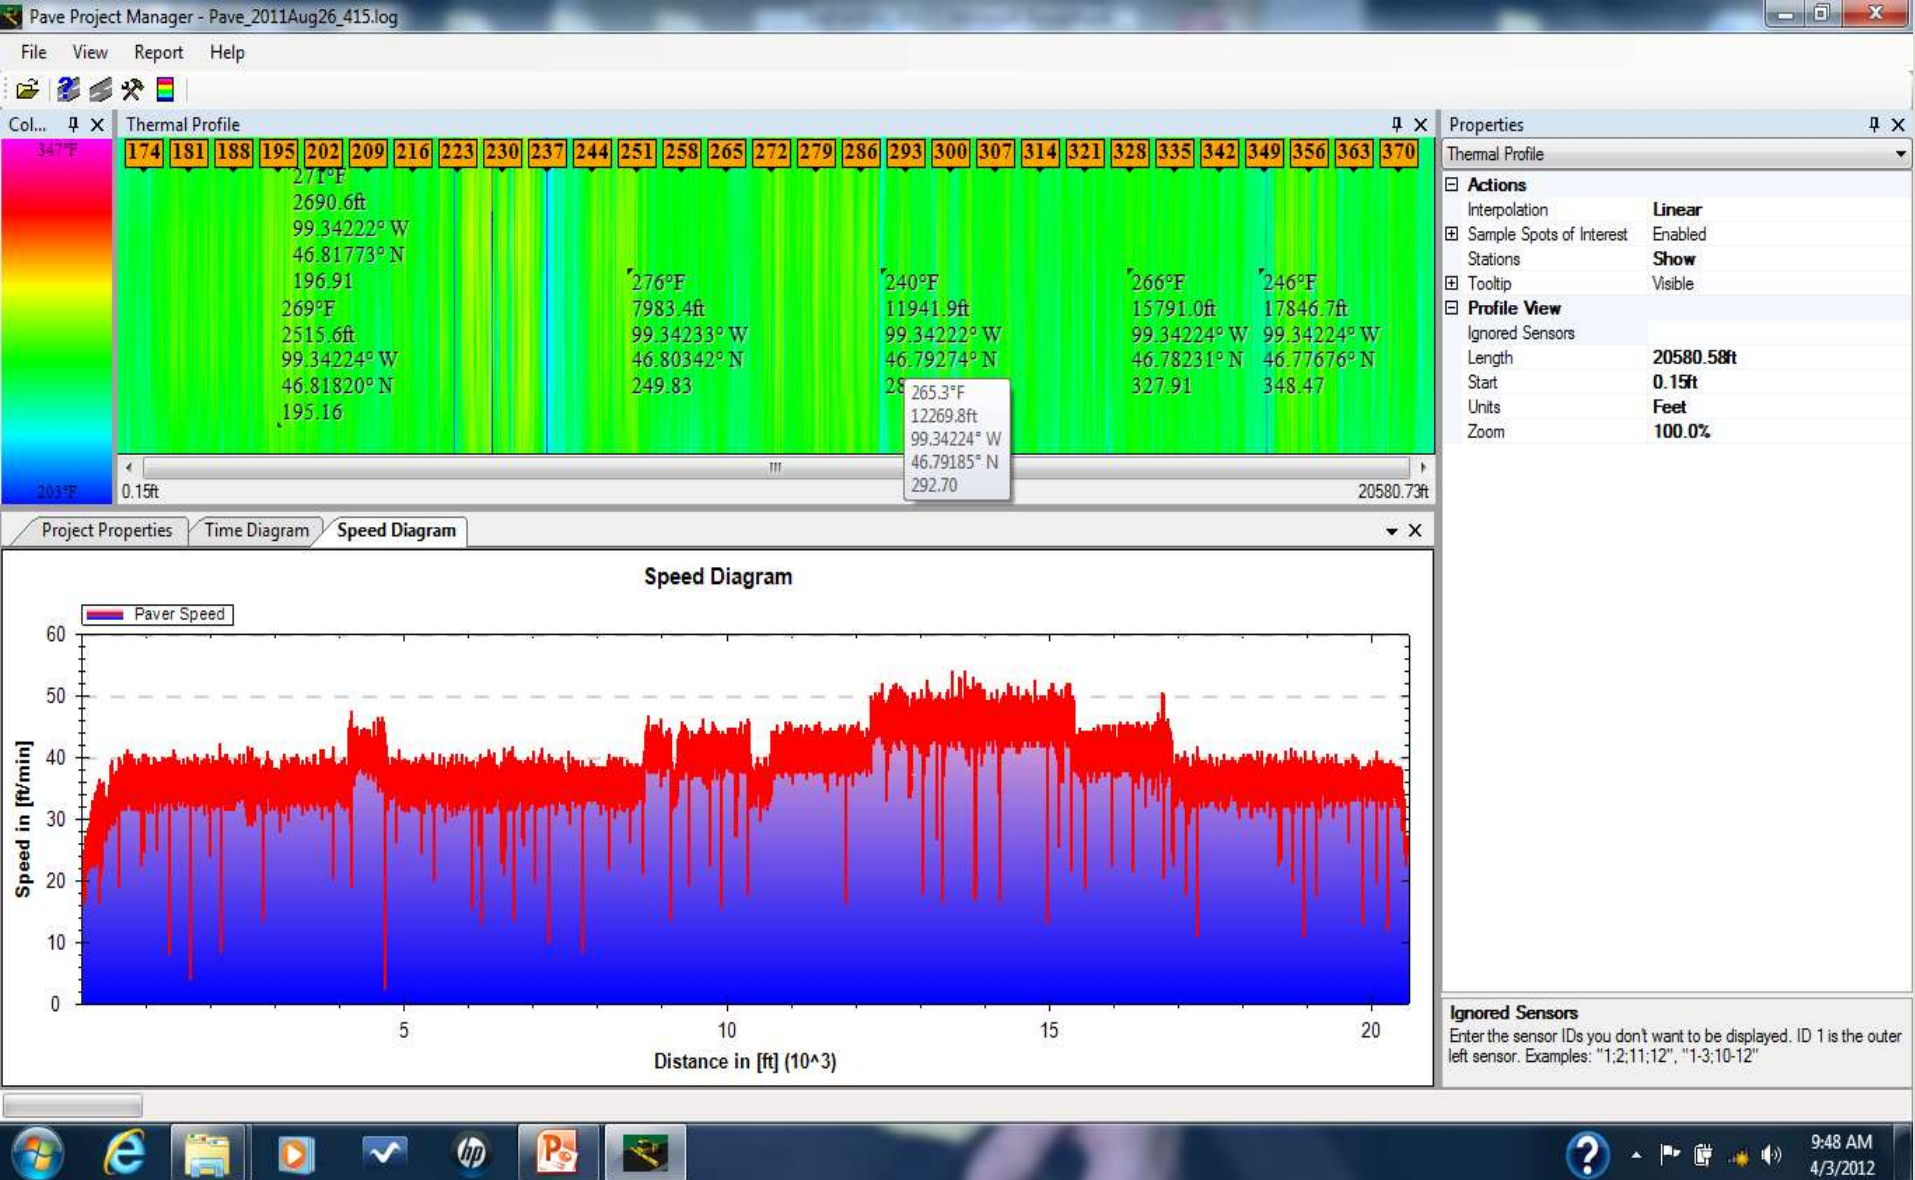 Pave Project Manager - Pave_2011Aug26_415.log
File View Report Help
Col...
Thermal Profile
Properties
347°F
203°F
174 181 188 195 202 209 216 223 230 237 244 251 258 265 272 279 286 293 300 307 314 321 328 335 342 349 356 363 370
271°F
2690.6ft
99.34222° W
46.81773° N
196.91
269°F
2515.6ft
99.34224° W
46.81820° N
195.16
276°F
7983.4ft
99.34233° W
46.80342° N
249.83
240°F
11941.9ft
99.34222° W
46.79274° N
265.3°F
12269.8ft
99.34224° W
46.79185° N
292.70
266°F
15791.0ft
99.34224° W
46.78231° N
327.91
246°F
17846.7ft
99.34224° W
46.77676° N
348.47
0.15ft
20580.73ft
Thermal Profile
Actions
Interpolation Linear
Sample Spots of Interest Enabled
Stations Show
Tooltip Visible
Profile View
Ignored Sensors
Length 20580.58ft
Start 0.15ft
Units Feet
Zoom 100.0%
Project Properties Time Diagram Speed Diagram
Speed Diagram
Paver Speed
60
50
40
30
20
10
0
Speed in [ft/min]
5 10 15 20
Distance in [ft] (10^3)
Ignored Sensors
Enter the sensor IDs you don't want to be displayed. ID 1 is the outer
left sensor. Examples: "1;2;11;12", "1-3;10-12"
hp
9:48 AM
4/3/2012